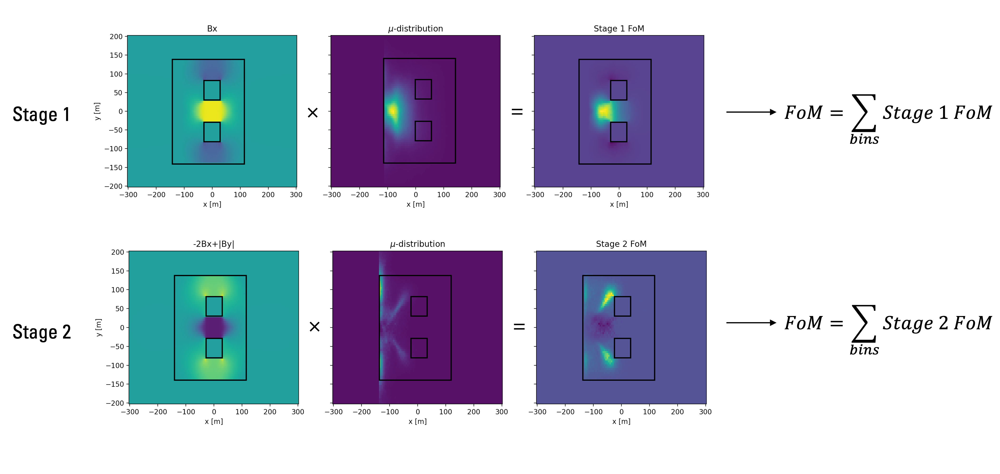 Bx
μ-distribution
Stage 1 FoM
200
150
100
50
0
−50
−100
−150
−200
y [m]
−300 −200 −100 0 100 200 300
x [m]
−300 −200 −100 0 100 200 300
x [m]
−300 −200 −100 0 100 200 300
x [m]
Stage 1
×
=
FoM = ∑ Stage 1 FoM
bins
-2Bx+|By|
μ-distribution
Stage 2 FoM
200
150
100
50
0
−50
−100
−150
−200
y [m]
−300 −200 −100 0 100 200 300
x [m]
−300 −200 −100 0 100 200 300
x [m]
−300 −200 −100 0 100 200 300
x [m]
Stage 2
×
=
FoM = ∑ Stage 2 FoM
bins